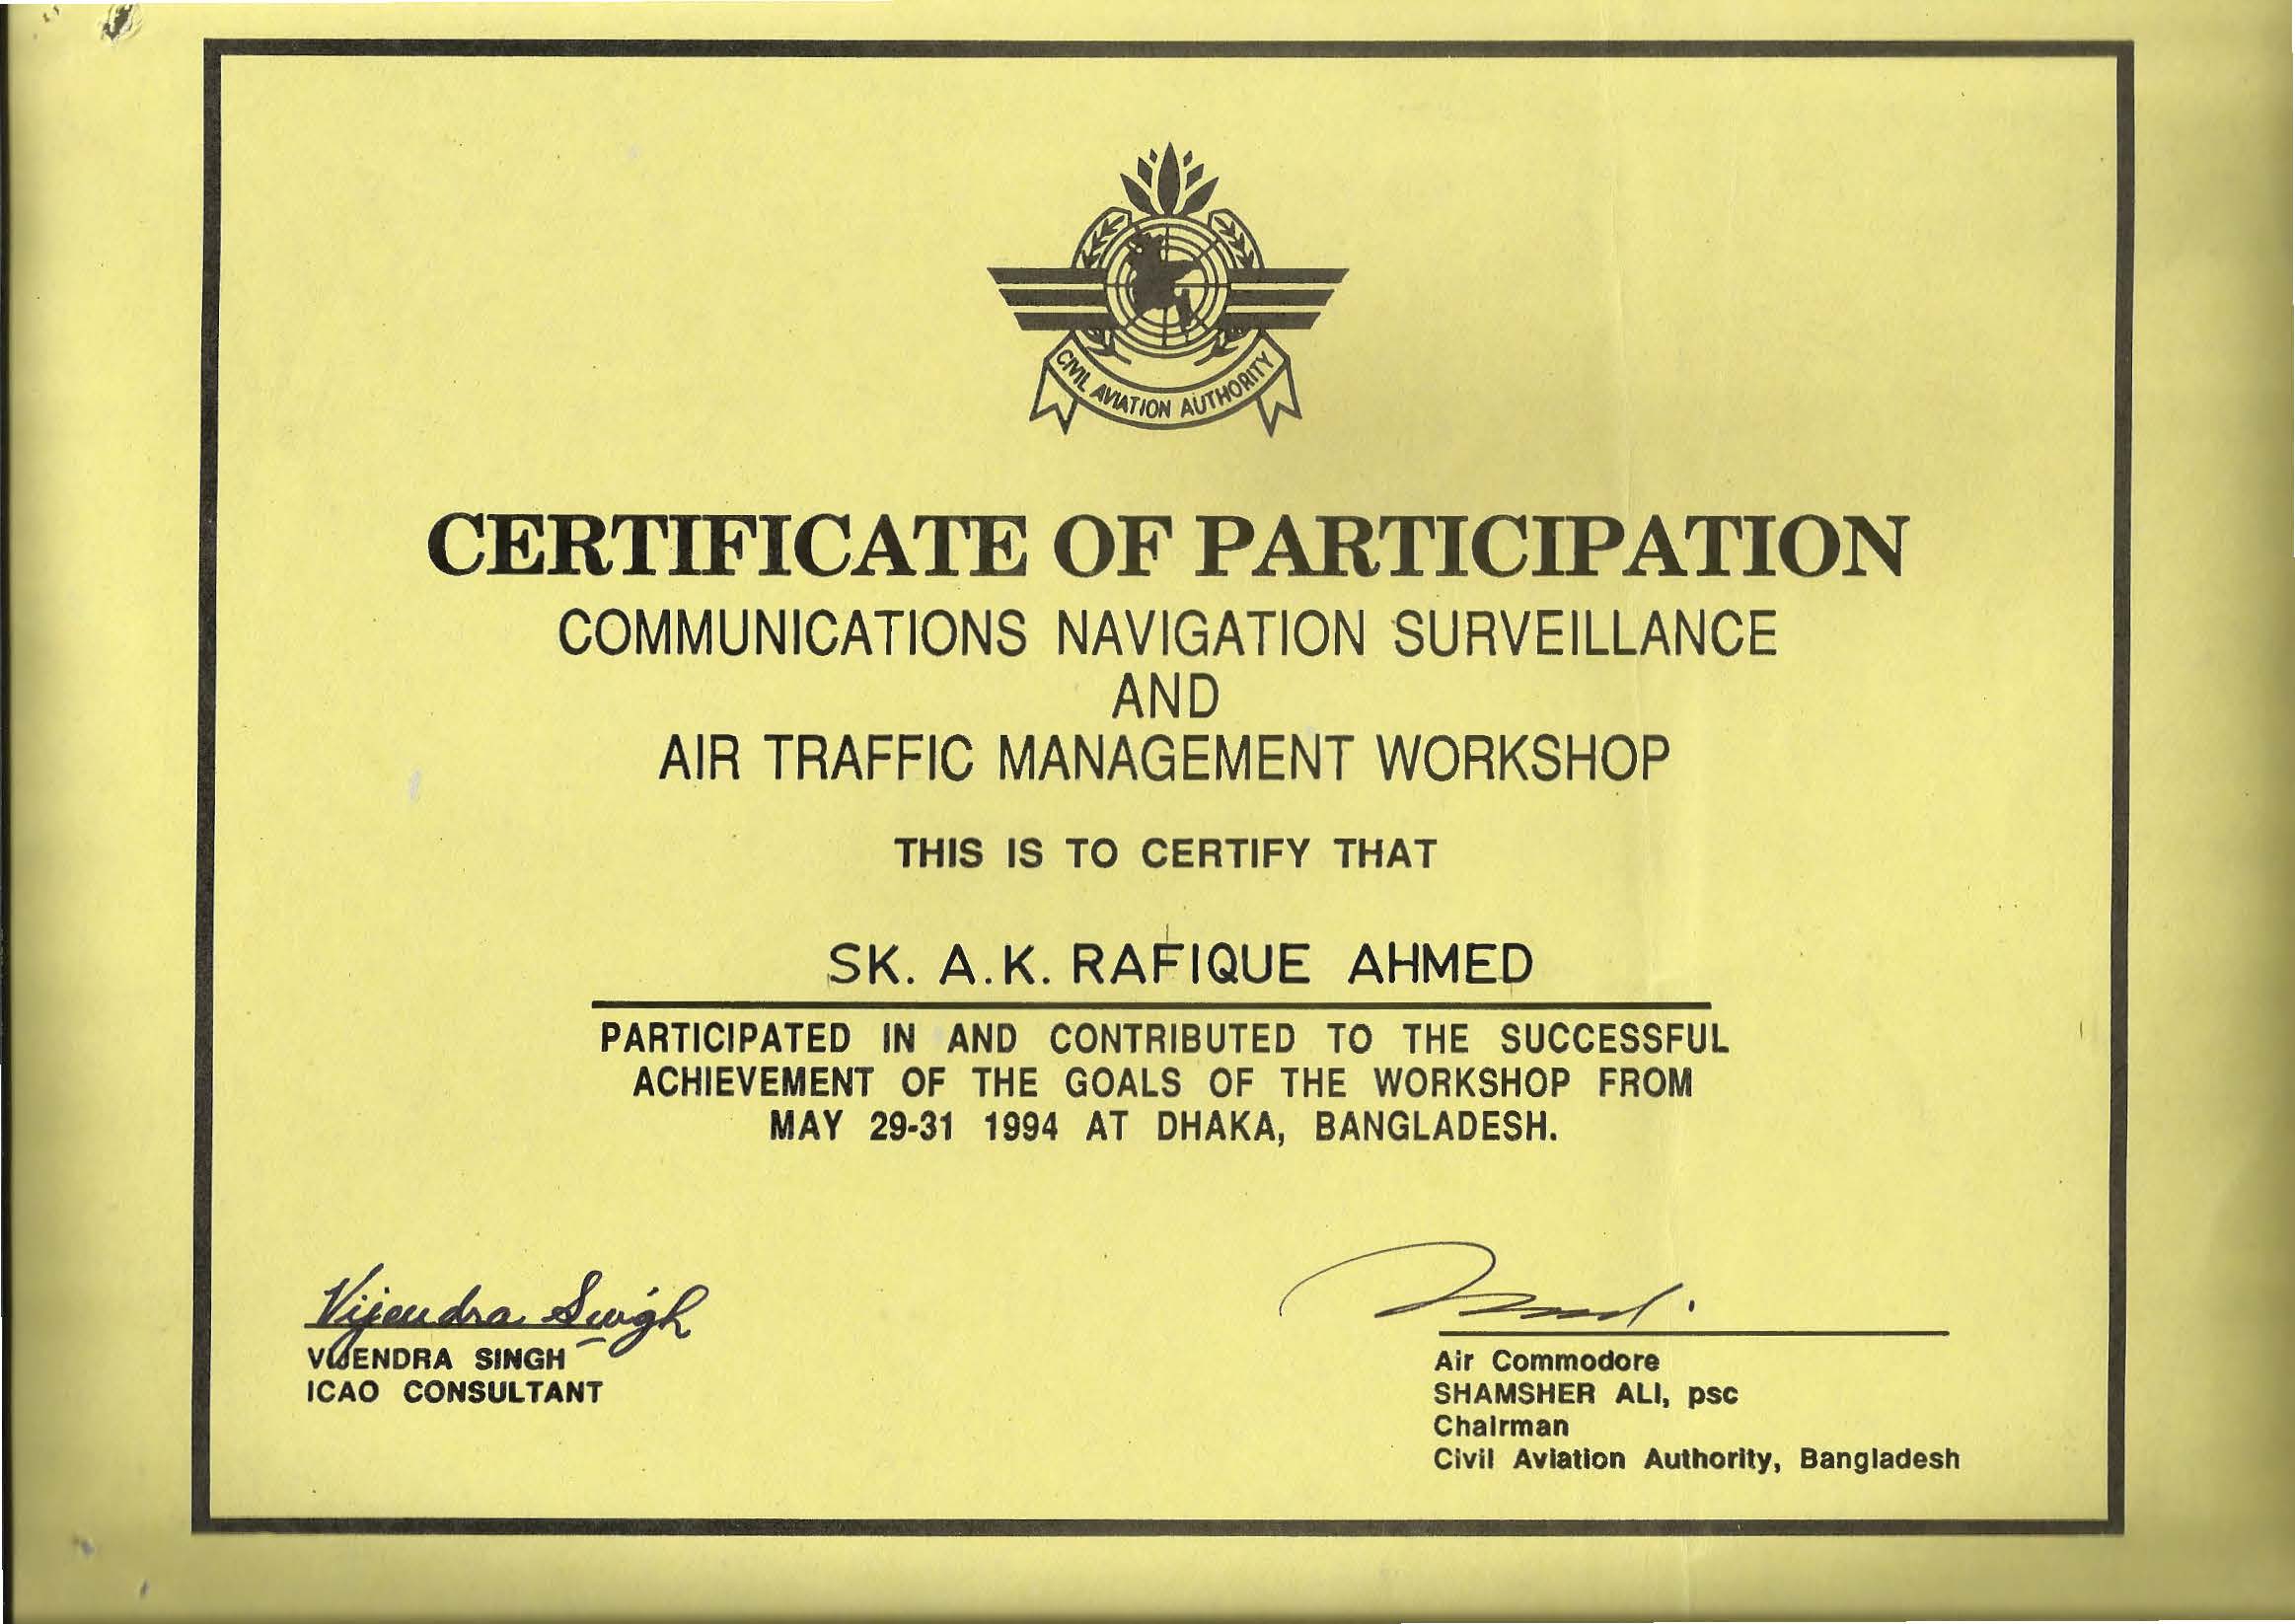 CIVIL AVIATION AUTHORITY
CERTIFICATE OF PARTICIPATION
COMMUNICATIONS NAVIGATION SURVEILLANCE
AND
AIR TRAFFIC MANAGEMENT WORKSHOP
THIS IS TO CERTIFY THAT
SK. A.K. RAFIQUE AHMED
PARTICIPATED IN AND CONTRIBUTED TO THE SUCCESSFUL
ACHIEVEMENT OF THE GOALS OF THE WORKSHOP FROM
MAY 29-31 1994 AT DHAKA, BANGLADESH.
Vijendra Singh
VIJENDRA SINGH
ICAO CONSULTANT
Air Commodore
SHAMSHER ALI, psc
Chairman
Civil Aviation Authority, Bangladesh